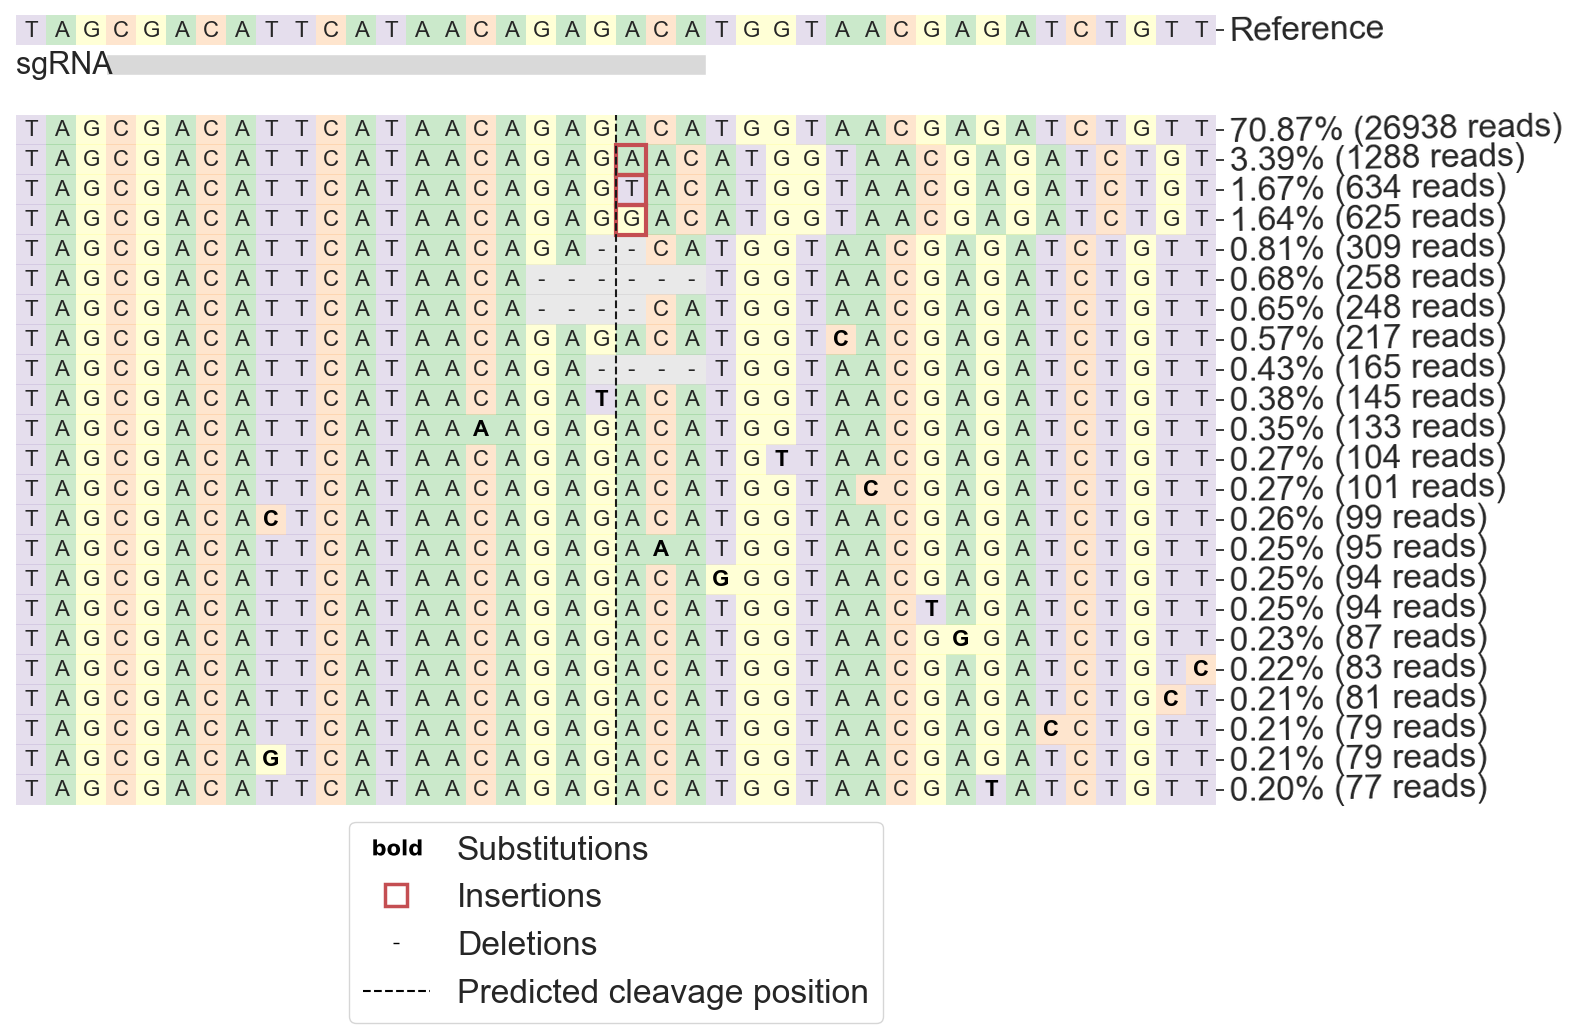 T A G C G A C A T T C A T A A C A G A G A C A T G G T A A C G A G A T C T G T T Reference
sgRNA
T A G C G A C A T T C A T A A C A G A G A C A T G G T A A C G A G A T C T G T T 70.87% (26938 reads)
T A G C G A C A T T C A T A A C A G A G A A C A T G G T A A C G A G A T C T G T 3.39% (1288 reads)
T A G C G A C A T T C A T A A C A G A G T A C A T G G T A A C G A G A T C T G T 1.67% (634 reads)
T A G C G A C A T T C A T A A C A G A G G A C A T G G T A A C G A G A T C T G T 1.64% (625 reads)
T A G C G A C A T T C A T A A C A G A - - C A T G G T A A C G A G A T C T G T T 0.81% (309 reads)
T A G C G A C A T T C A T A A C A - - - - - - T G G T A A C G A G A T C T G T T 0.68% (258 reads)
T A G C G A C A T T C A T A A C A - - - - C A T G G T A A C G A G A T C T G T T 0.65% (248 reads)
T A G C G A C A T T C A T A A C A G A G A C A T G G T C A C G A G A T C T G T T 0.57% (217 reads)
T A G C G A C A T T C A T A A C A G A - - - - T G G T A A C G A G A T C T G T T 0.43% (165 reads)
T A G C G A C A T T C A T A A C A G A T A C A T G G T A A C G A G A T C T G T T 0.38% (145 reads)
T A G C G A C A T T C A T A A A A G A G A C A T G G T A A C G A G A T C T G T T 0.35% (133 reads)
T A G C G A C A T T C A T A A C A G A G A C A T G T T A A C G A G A T C T G T T 0.27% (104 reads)
T A G C G A C A T T C A T A A C A G A G A C A T G G T A C C G A G A T C T G T T 0.27% (101 reads)
T A G C G A C A C T C A T A A C A G A G A C A T G G T A A C G A G A T C T G T T 0.26% (99 reads)
T A G C G A C A T T C A T A A C A G A G A A A T G G T A A C G A G A T C T G T T 0.25% (95 reads)
T A G C G A C A T T C A T A A C A G A G A C A G G G T A A C G A G A T C T G T T 0.25% (94 reads)
T A G C G A C A T T C A T A A C A G A G A C A T G G T A A C T A G A T C T G T T 0.25% (94 reads)
T A G C G A C A T T C A T A A C A G A G A C A T G G T A A C G G G A T C T G T T 0.23% (87 reads)
T A G C G A C A T T C A T A A C A G A G A C A T G G T A A C G A G A T C T G T C 0.22% (83 reads)
T A G C G A C A T T C A T A A C A G A G A C A T G G T A A C G A G A T C T G C T 0.21% (81 reads)
T A G C G A C A T T C A T A A C A G A G A C A T G G T A A C G A G A C C T G T T 0.21% (79 reads)
T A G C G A C A G T C A T A A C A G A G A C A T G G T A A C G A G A T C T G T T 0.21% (79 reads)
T A G C G A C A T T C A T A A C A G A G A C A T G G T A A C G A T A T C T G T T 0.20% (77 reads)
bold Substitutions
Insertions
- Deletions
Predicted cleavage position